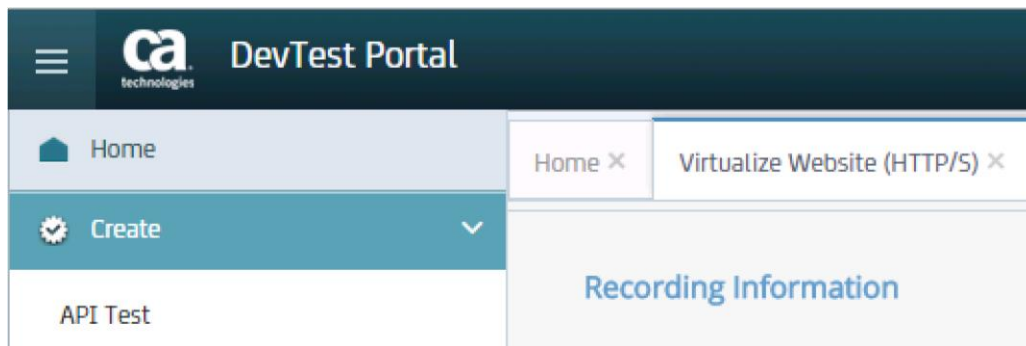 ca
technologies
DevTest Portal
Home
Create
API Test
Home ×
Virtualize Website (HTTP/S) ×
Recording Information